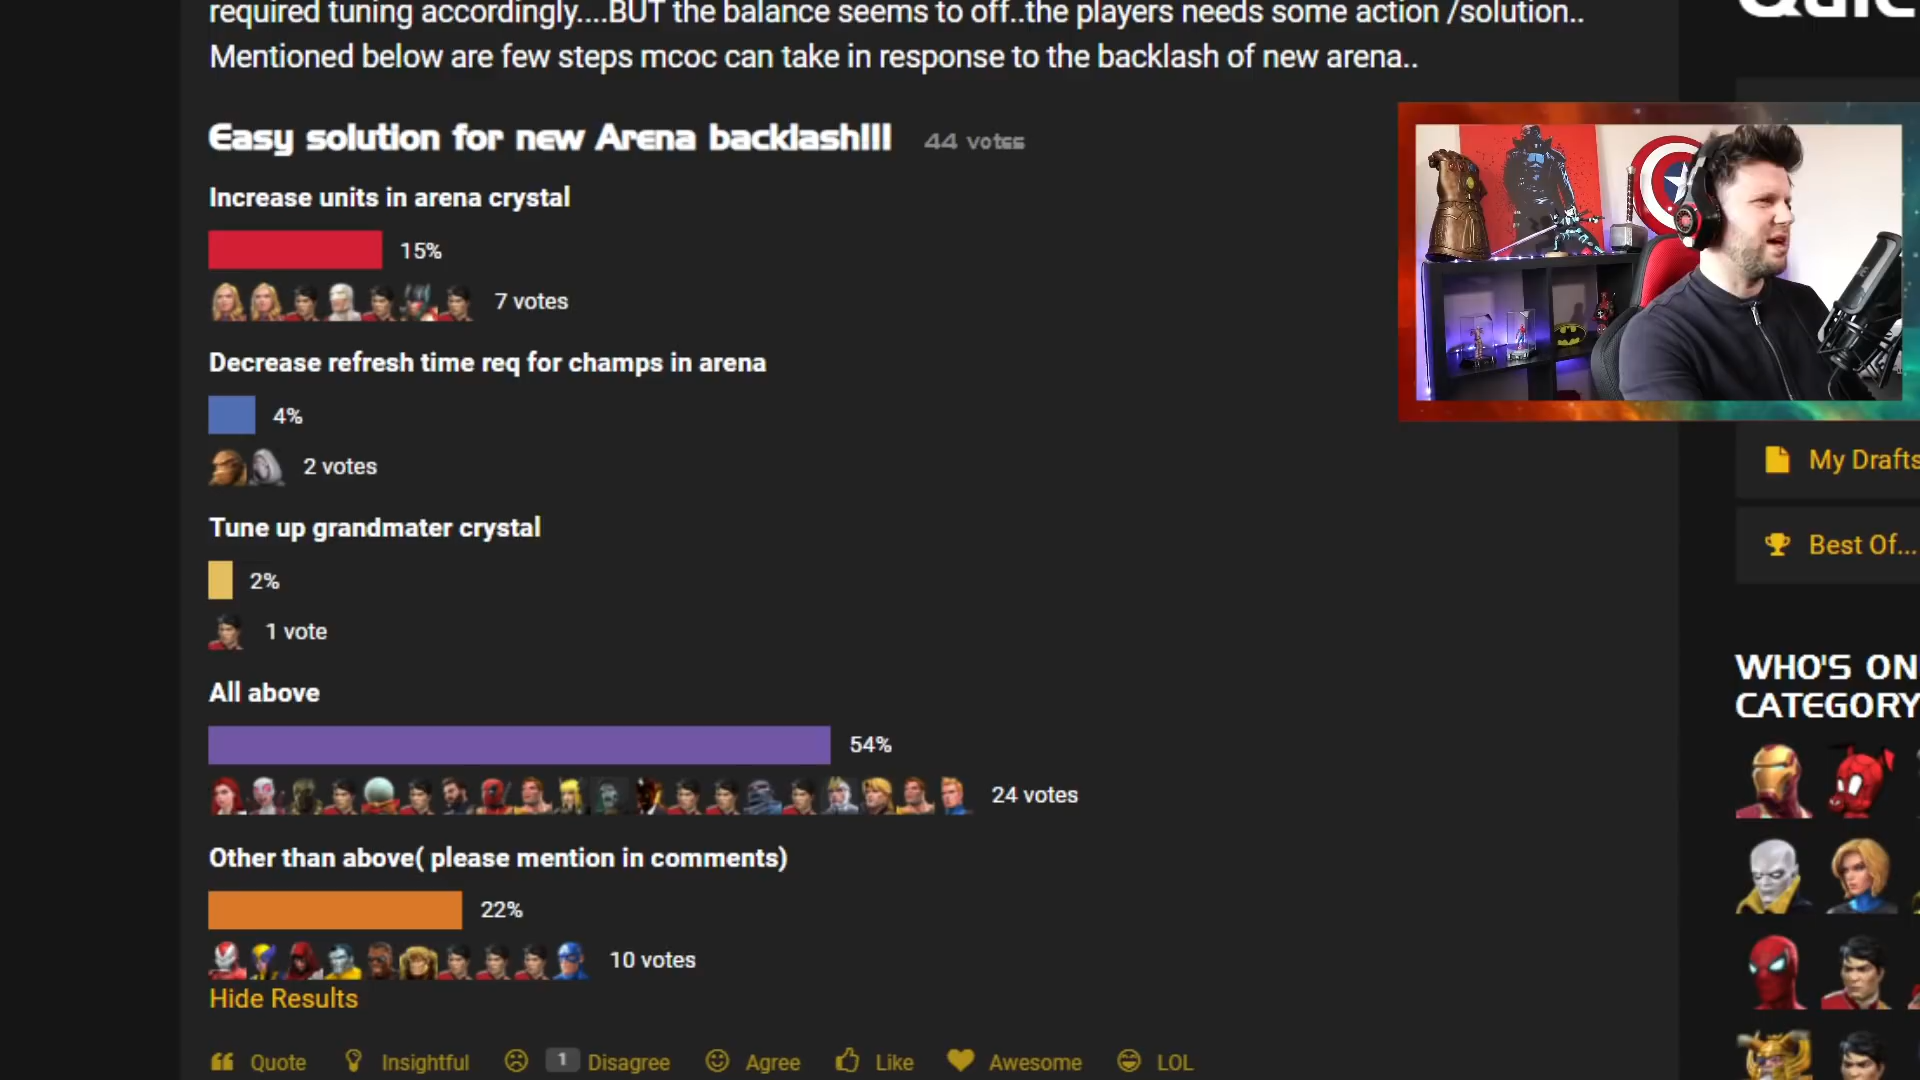 required tuning accordingly....BUT the balance seems to off..the players needs some action /solution..
Mentioned below are few steps mcoc can take in response to the backlash of new arena..
Easy solution for new Arena backlash!!! 44 votes
Increase units in arena crystal
15%
7 votes
Decrease refresh time req for champs in arena
4%
2 votes
Tune up grandmater crystal
2%
1 vote
All above
54%
24 votes
Other than above( please mention in comments)
22%
10 votes
Hide Results
Quote Insightful 1 Disagree Agree Like Awesome LOL
My Drafts
Best Of...
WHO'S ON
CATEGORY